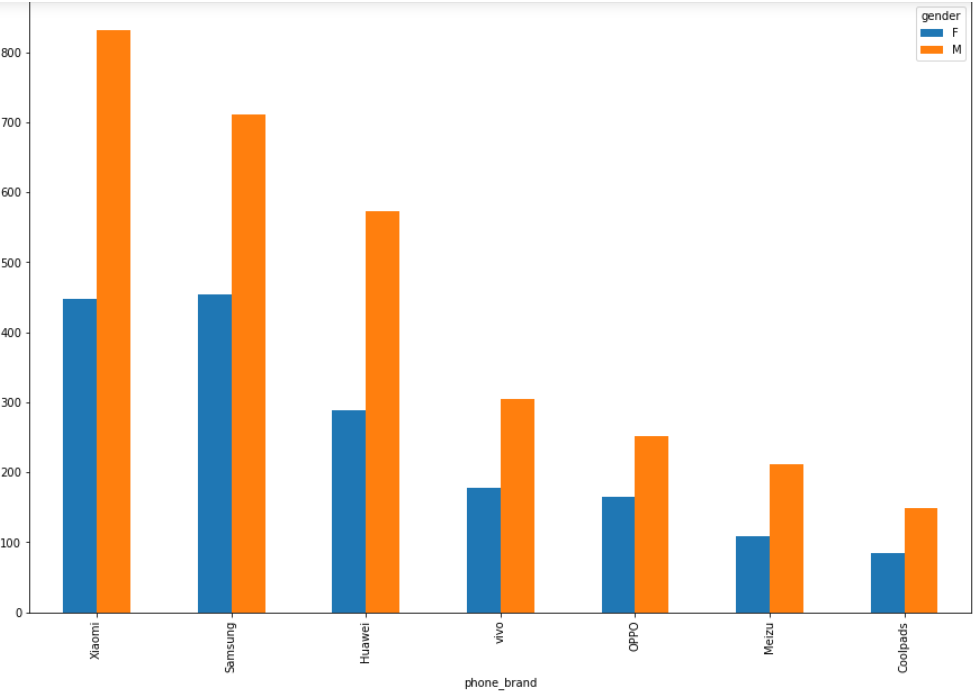 gender
F
M
800
700
600
500
400
300
200
100
0
Xiaomi
Samsung
Huawei
vivo
OPPO
Meizu
Coolpads
phone_brand